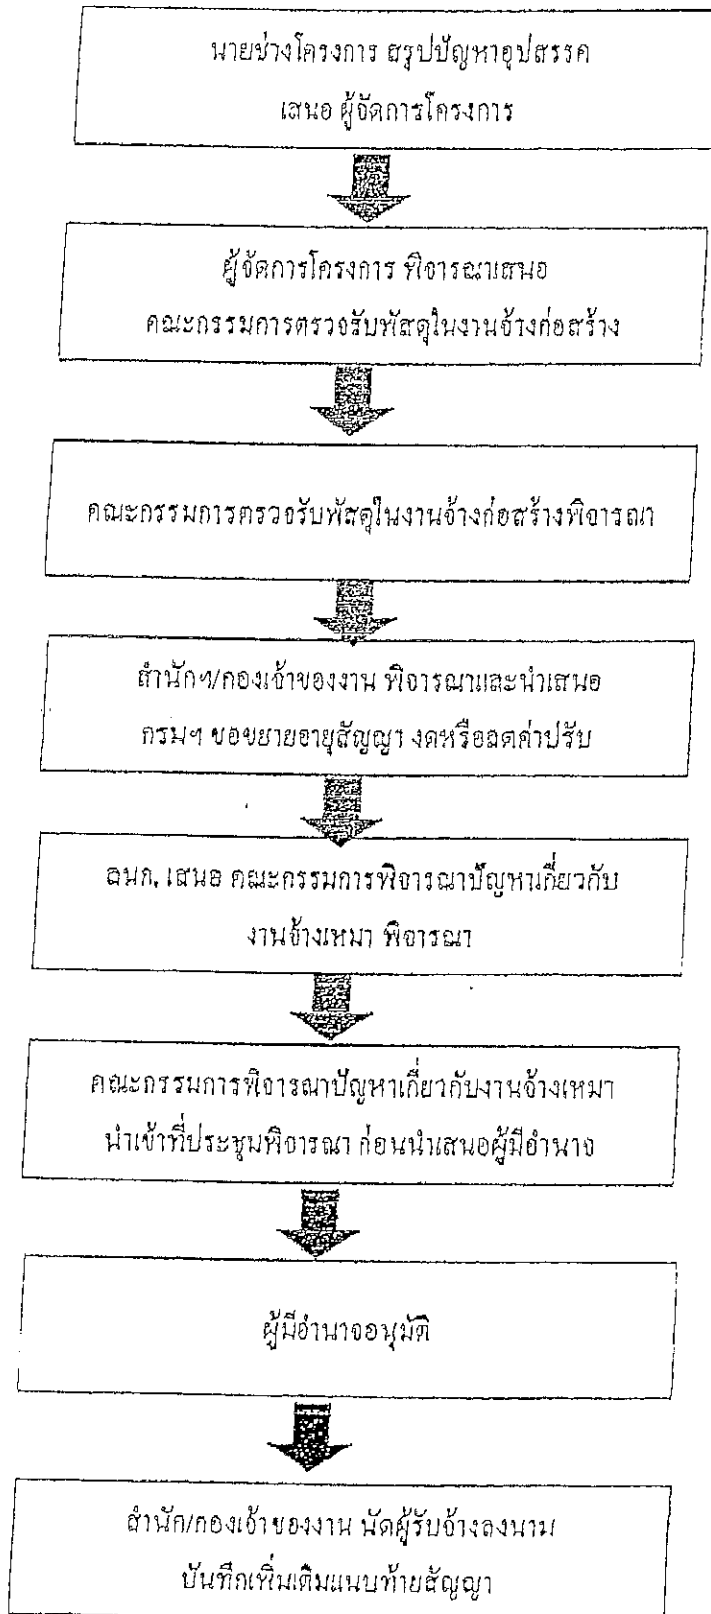 นายช่างโครงการ สรุปปัญหาอุปสรรค
เสนอ ผู้จัดการโครงการ
ผู้จัดการโครงการ พิจารณาเสนอ
คณะกรรมการตรวจรับพัสดุในงานจ้างก่อสร้าง
คณะกรรมการตรวจรับพัสดุในงานจ้างก่อสร้างพิจารณา
สำนักฯ/กองเจ้าของงาน พิจารณาและนำเสนอ
กรมฯ ขอขยายอายุสัญญา งดหรือลดค่าปรับ
ลนก. เสนอ คณะกรรมการพิจารณาปัญหาเกี่ยวกับ
งานจ้างเหมา พิจารณา
คณะกรรมการพิจารณาปัญหาเกี่ยวกับงานจ้างเหมา
นำเข้าที่ประชุมพิจารณา ก่อนนำเสนอผู้มีอำนาจ
ผู้มีอำนาจอนุมัติ
สำนัก/กองเจ้าของงาน นัดผู้รับจ้างลงนาม
บันทึกเพิ่มเติมแนบท้ายสัญญา